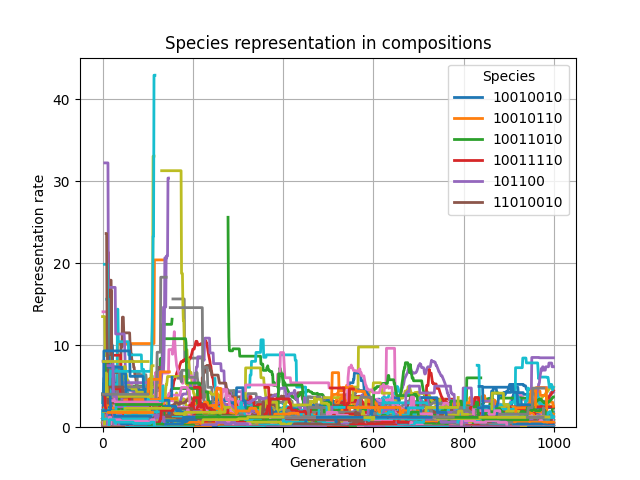 Species representation in compositions
Species
10010010
10010110
10011010
10011110
101100
11010010
Representation rate
40
30
20
10
0
0 200 400 600 800 1000
Generation